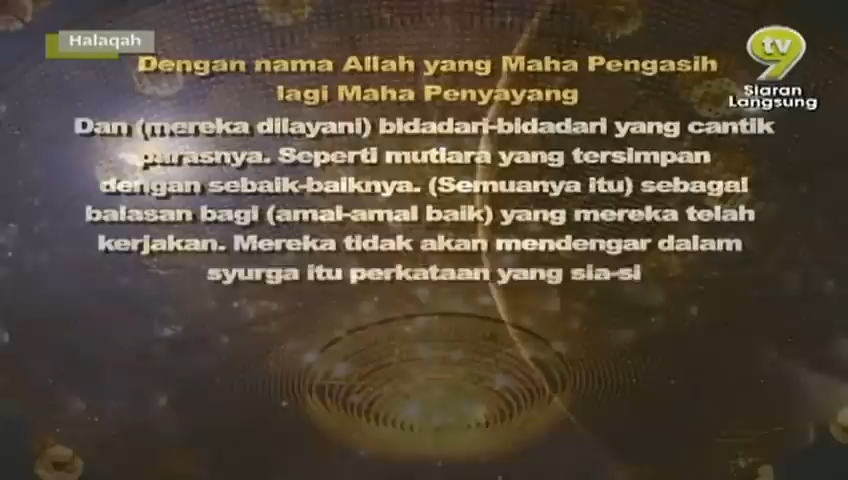 Halaqah
tv
9
Siaran
Langsung
Dengan nama Allah yang Maha Pengasih
lagi Maha Penyayang
Dan (mereka dilayani) bidadari-bidadari yang cantik
parasnya. Seperti mutiara yang tersimpan
dengan sebaik-baiknya. (Semuanya itu) sebagai
balasan bagi (amal-amal baik) yang mereka telah
kerjakan. Mereka tidak akan mendengar dalam
syurga itu perkataan yang sia-si